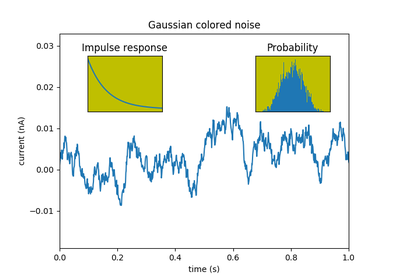 Gaussian colored noise
Impulse response
Probability
0.03
0.02
0.01
0.00
−0.01
current (nA)
0.0 0.2 0.4 0.6 0.8 1.0
time (s)